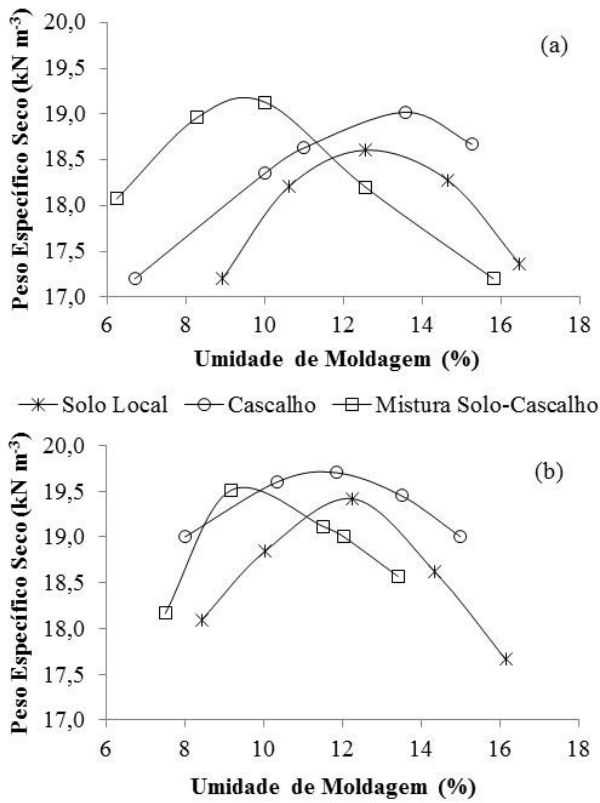 Peso Específico Seco (kN m-3)
20,0
19,5
19,0
18,5
18,0
17,5
17,0
(a)
6 8 10 12 14 16 18
Umidade de Moldagem (%)
Solo Local Cascalho Mistura Solo-Cascalho
Peso Específico Seco (kN m-3)
20,0
19,5
19,0
18,5
18,0
17,5
17,0
(b)
6 8 10 12 14 16 18
Umidade de Moldagem (%)